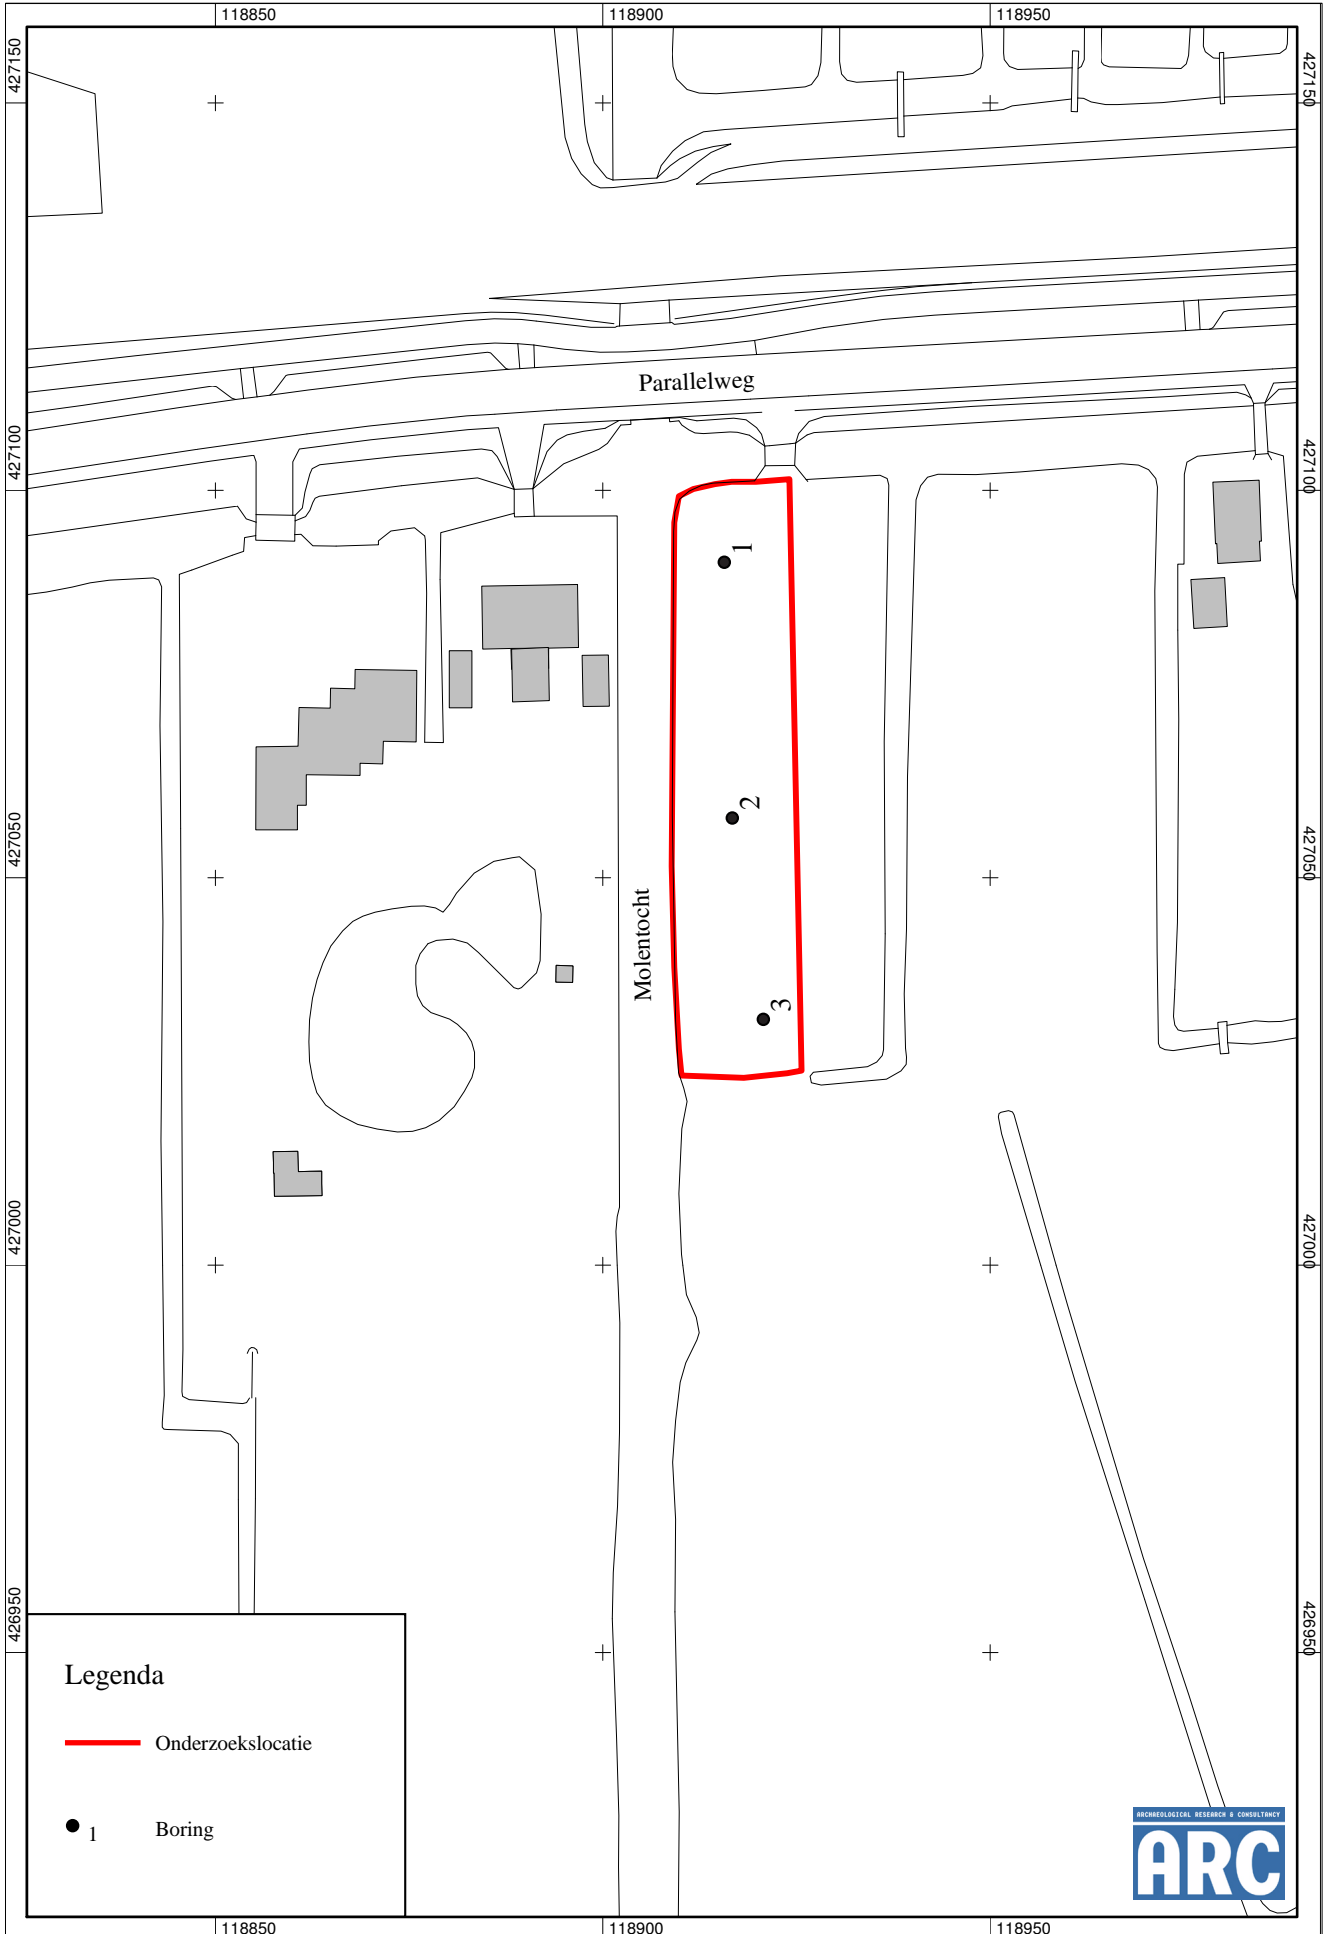 118850 118900 118950
427150 427150
Parallelweg
427100 427100
1
2
427050 427050
Molentocht
3
427000 427000
426950 426950
Legenda
Onderzoekslocatie
1 Boring
ARCHAEOLOGICAL RESEARCH & CONSULTANCY
ARC
118850 118900 118950